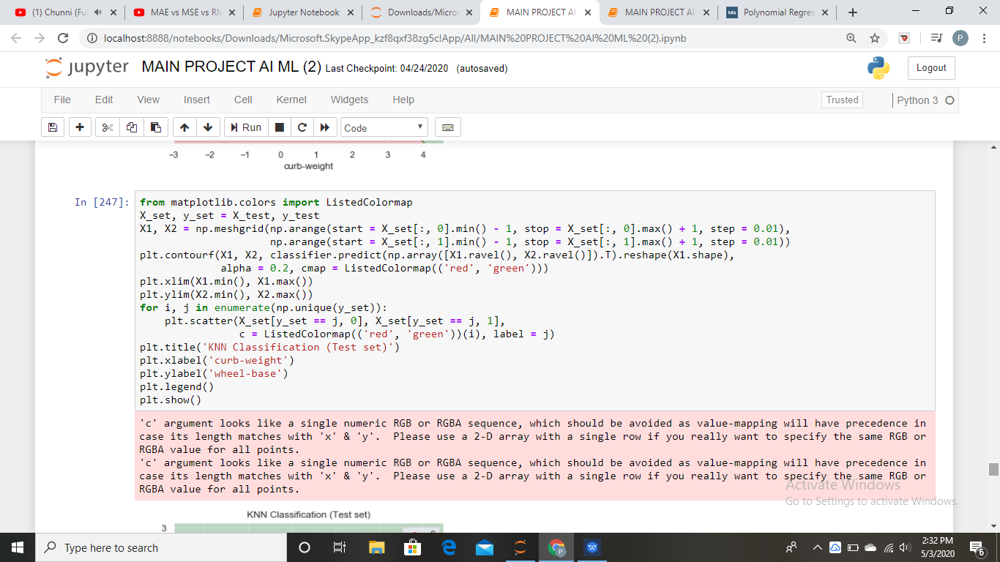 (1) Chunni (Fu
MAE vs MSE vs RM
Jupyter Notebook
Downloads/Micros
MAIN PROJECT AI
MAIN PROJECT AI
tds Polynomial Regres
localhost:8888/notebooks/Downloads/Microsoft.SkypeApp_kzf8qxf38zg5c!App/All/MAIN%20PROJECT%20AI%20ML%20(2).ipynb
P
jupyter MAIN PROJECT AI ML (2) Last Checkpoint: 04/24/2020 (autosaved)
Logout
File Edit View Insert Cell Kernel Widgets Help
Trusted Python 3
Run Code
−3 −2 −1 0 1 2 3 4
curb-weight
In [247]: from matplotlib.colors import ListedColormap
X_set, y_set = X_test, y_test
X1, X2 = np.meshgrid(np.arange(start = X_set[:, 0].min() - 1, stop = X_set[:, 0].max() + 1, step = 0.01),
np.arange(start = X_set[:, 1].min() - 1, stop = X_set[:, 1].max() + 1, step = 0.01))
plt.contourf(X1, X2, classifier.predict(np.array([X1.ravel(), X2.ravel()]).T).reshape(X1.shape),
alpha = 0.2, cmap = ListedColormap(('red', 'green')))
plt.xlim(X1.min(), X1.max())
plt.ylim(X2.min(), X2.max())
for i, j in enumerate(np.unique(y_set)):
plt.scatter(X_set[y_set == j, 0], X_set[y_set == j, 1],
c = ListedColormap(('red', 'green'))(i), label = j)
plt.title('KNN Classification (Test set)')
plt.xlabel('curb-weight')
plt.ylabel('wheel-base')
plt.legend()
plt.show()
'c' argument looks like a single numeric RGB or RGBA sequence, which should be avoided as value-mapping will have precedence in
case its length matches with 'x' & 'y'.  Please use a 2-D array with a single row if you really want to specify the same RGB or
RGBA value for all points.
'c' argument looks like a single numeric RGB or RGBA sequence, which should be avoided as value-mapping will have precedence in
case its length matches with 'x' & 'y'.  Please use a 2-D array with a single row if you really want to specify the same RGB or
RGBA value for all points.
Activate Windows
Go to Settings to activate Windows.
KNN Classification (Test set)
3
Type here to search
2:32 PM
5/3/2020
6